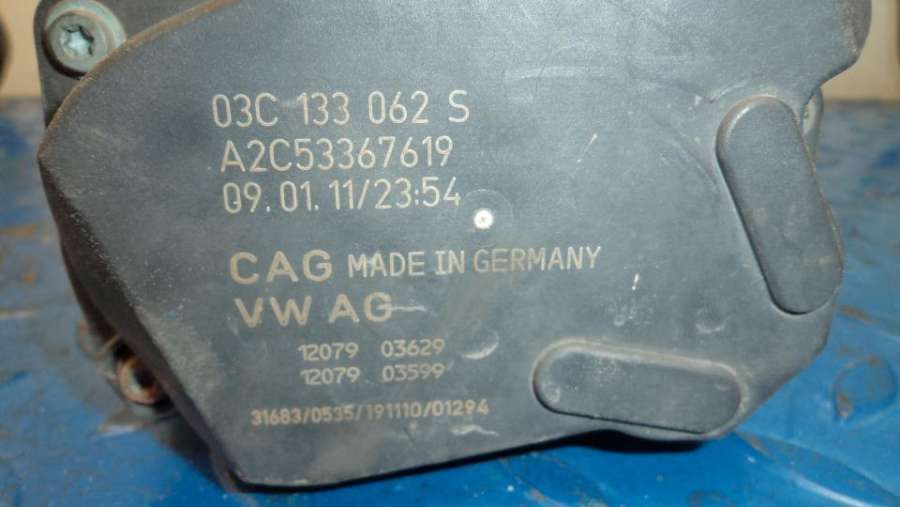 03C 133 062 S
A2C53367619
09.01.11/23:54
CAG MADE IN GERMANY
VW AG
12079 03629
12079 03599
31683/0535/191110/01294